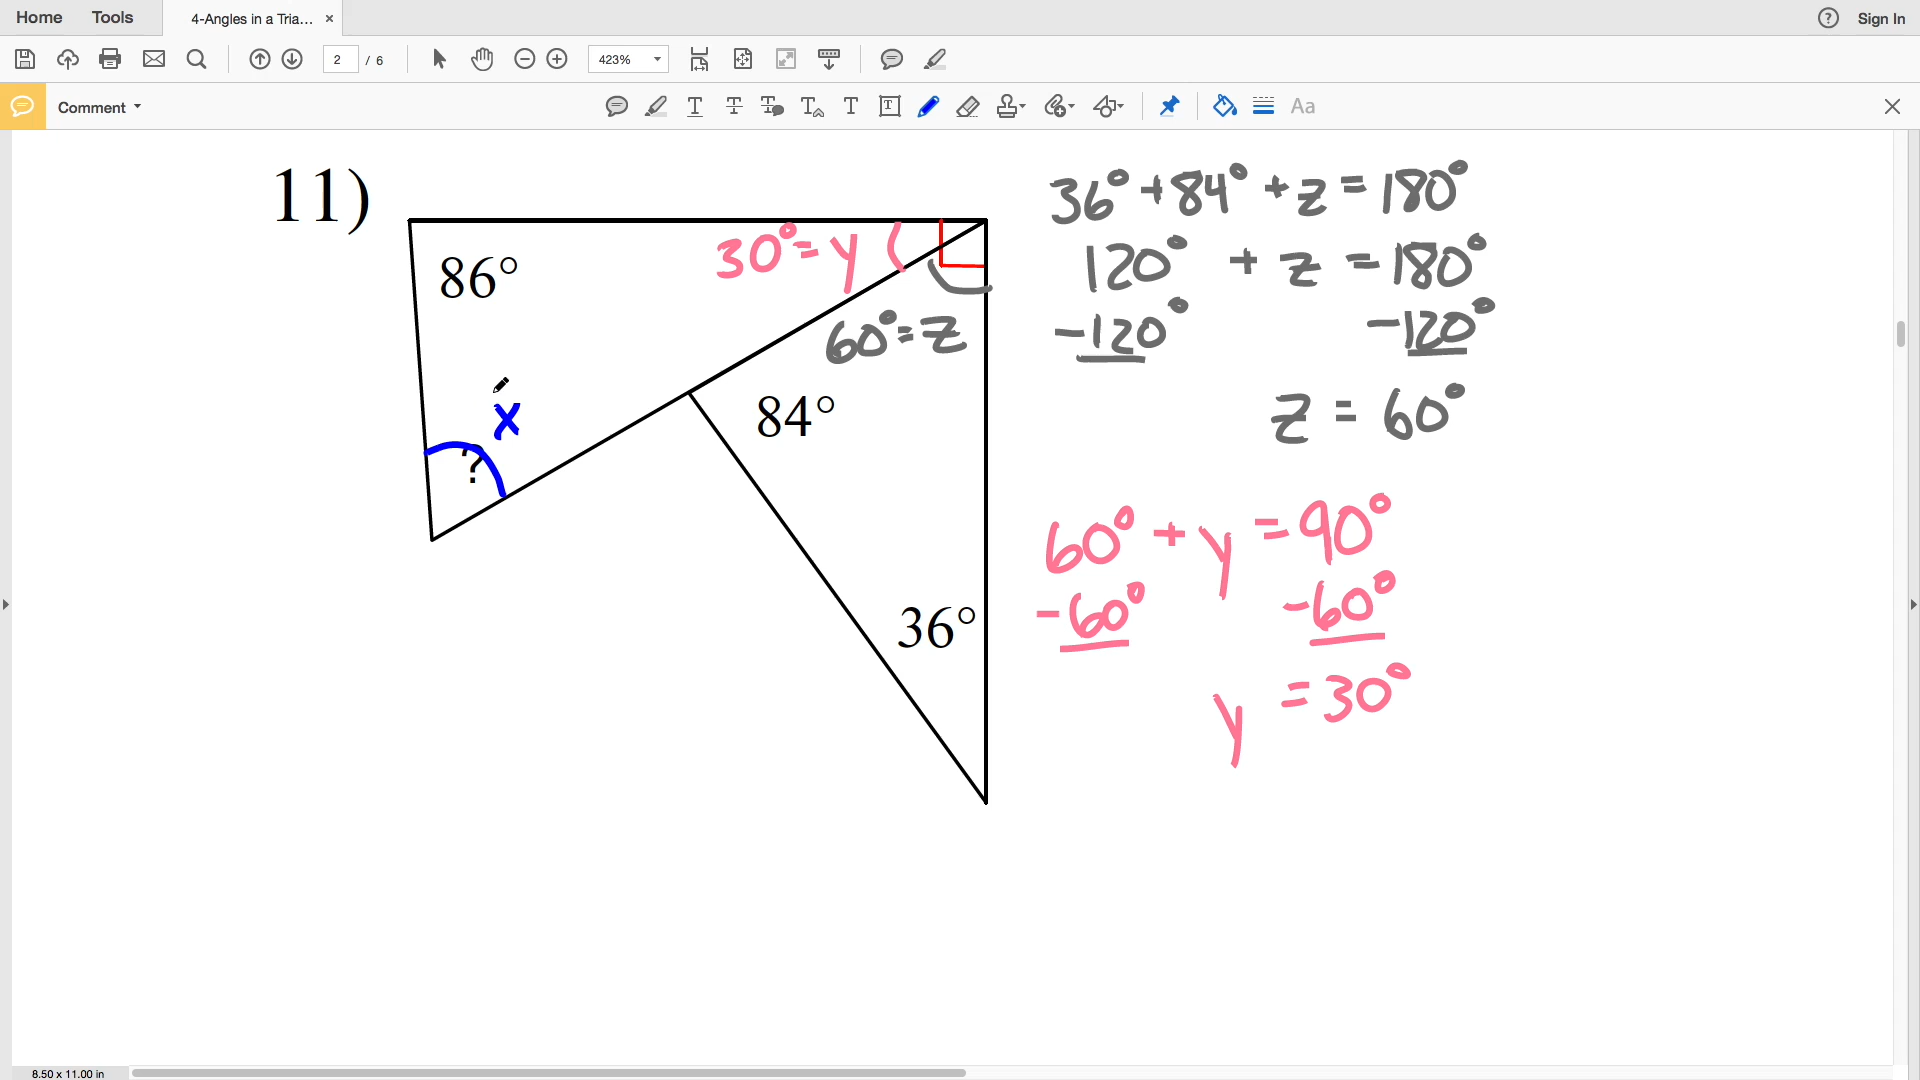 Home Tools 4-Angles in a Tria... × ? Sign In
2 / 6 423%
Comment T T T T T T Aa
11)
86°
30°=y
60°=z
x
?
84°
36°
36°+84°+z=180°
120° + z =180°
-120° -120°
z = 60°
60°+y=90°
-60° -60°
y =30°
8.50 x 11.00 in